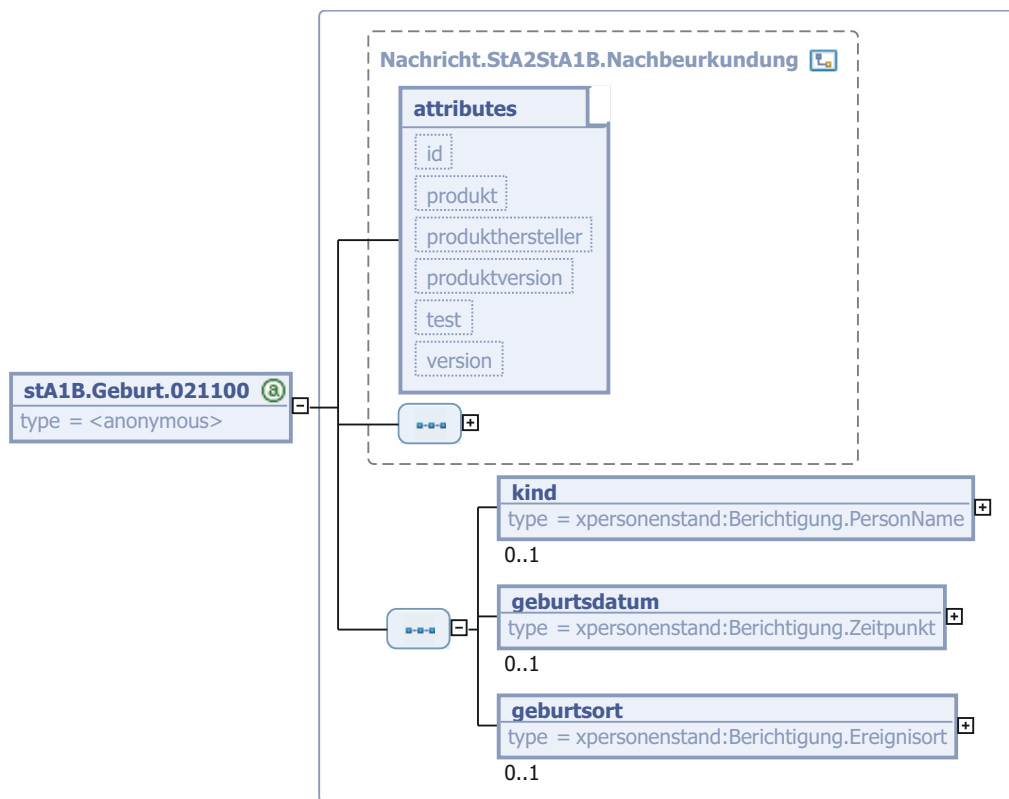 Nachricht.StA2StA1B.Nachbeurkundung
attributes
id
produkt
produkthersteller
produktversion
test
version
stA1B.Geburt.021100 a
type = <anonymous>
kind
type = xpersonenstand:Berichtigung.PersonName
0..1
geburtsdatum
type = xpersonenstand:Berichtigung.Zeitpunkt
0..1
geburtsort
type = xpersonenstand:Berichtigung.Ereignisort
0..1